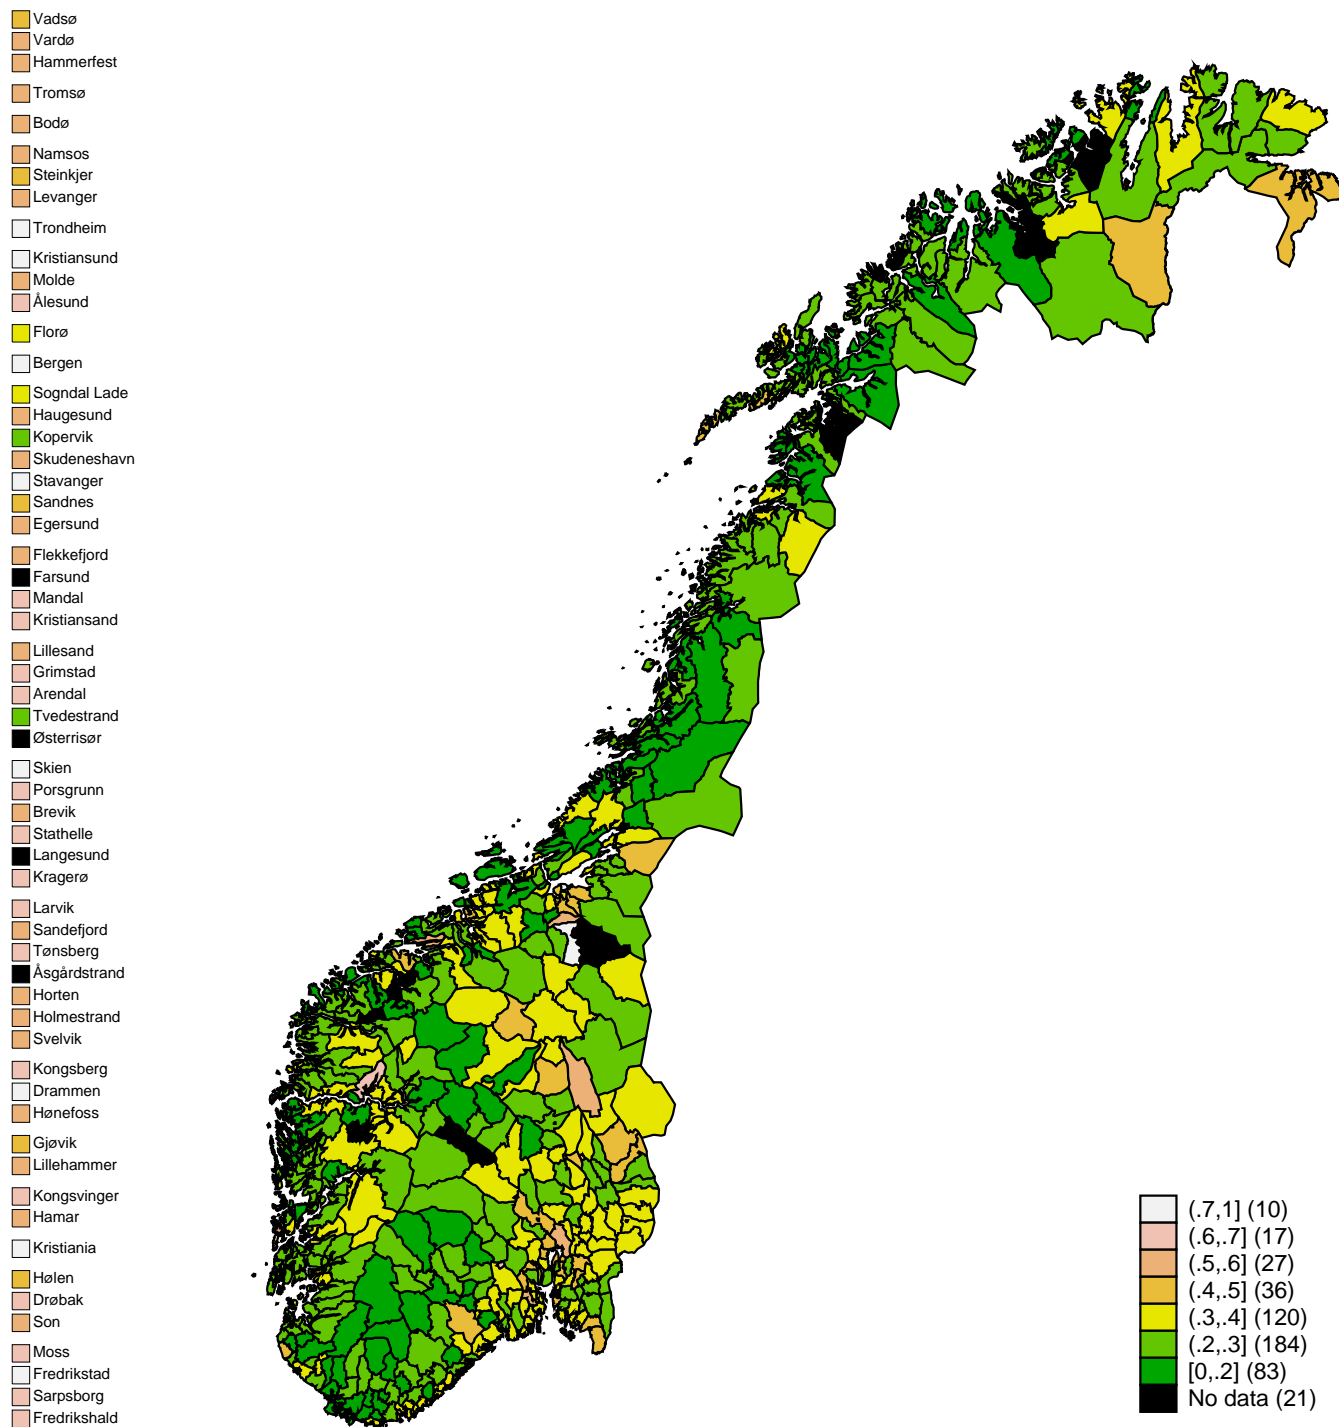 Vadsø
Vardø
Hammerfest
Tromsø
Bodø
Namsos
Steinkjer
Levanger
Trondheim
Kristiansund
Molde
Ålesund
Florø
Bergen
Sogndal Lade
Haugesund
Kopervik
Skudeneshavn
Stavanger
Sandnes
Egersund
Flekkefjord
Farsund
Mandal
Kristiansand
Lillesand
Grimstad
Arendal
Tvedestrand
Østerrisør
Skien
Porsgrunn
Brevik
Stathelle
Langesund
Kragerø
Larvik
Sandefjord
Tønsberg
Åsgårdstrand
Horten
Holmestrand
Svelvik
Kongsberg
Drammen
Hønefoss
Gjøvik
Lillehammer
Kongsvinger
Hamar
Kristiania
Hølen
Drøbak
Son
Moss
Fredrikstad
Sarpsborg
Fredrikshald
(.7,1] (10)
(.6,.7] (17)
(.5,.6] (27)
(.4,.5] (36)
(.3,.4] (120)
(.2,.3] (184)
[0,.2] (83)
No data (21)